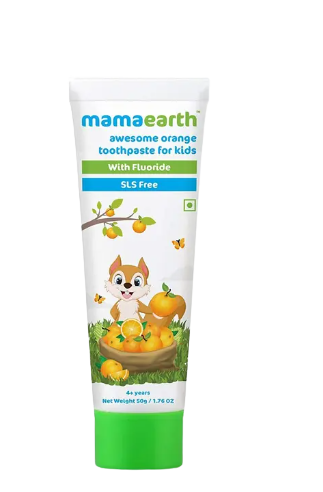 mamaearth™
awesome orange
toothpaste for kids
With Fluoride
SLS Free
4+ years
Net Weight 50g / 1.76 OZ